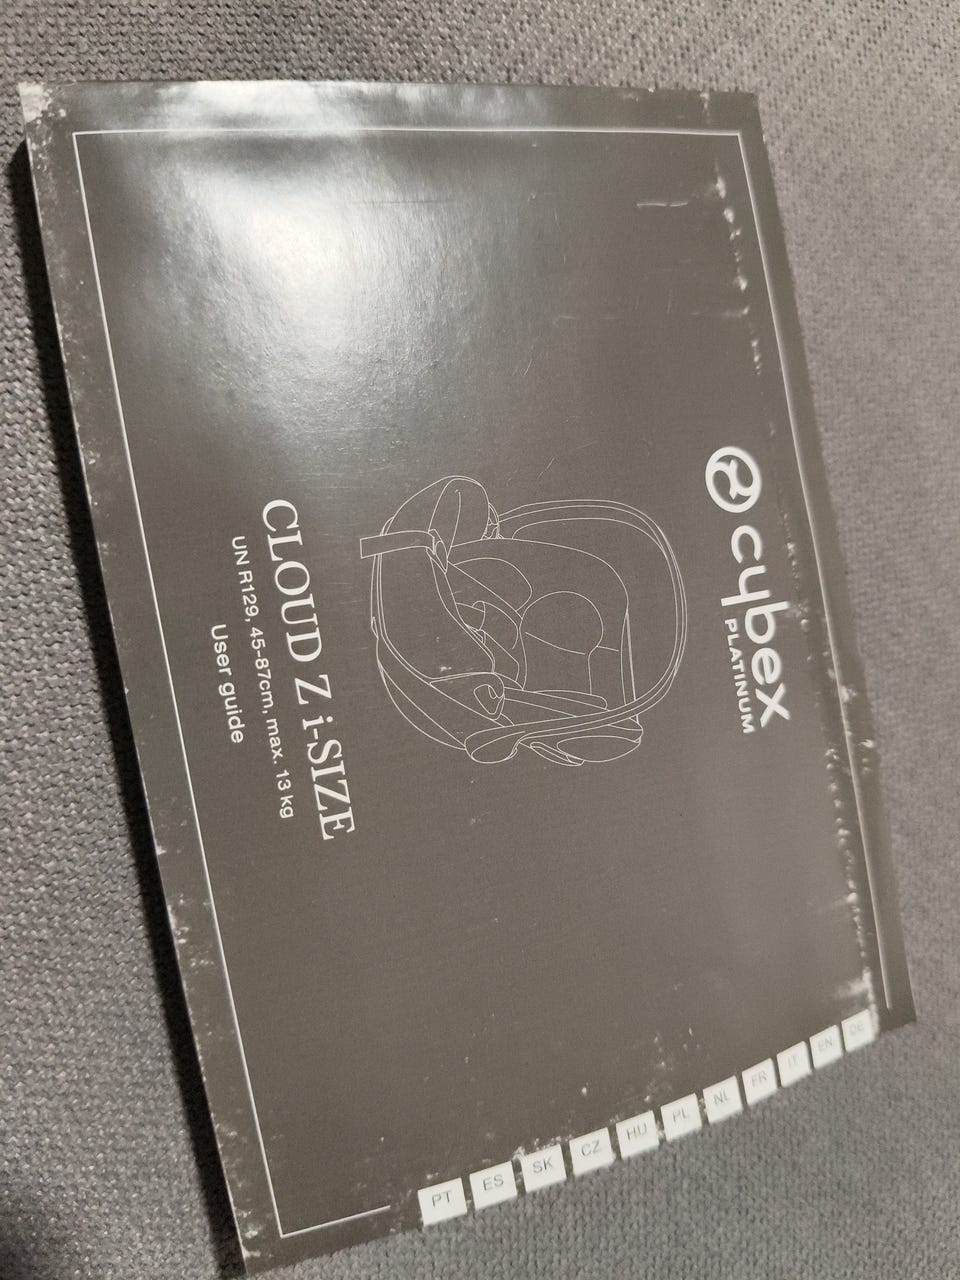 cybex
PLATINUM
CLOUD Z i-SIZE
UN R129, 45-87cm, max. 13 kg
User guide
DE
EN
IT
FR
NL
PL
HU
CZ
SK
ES
PT